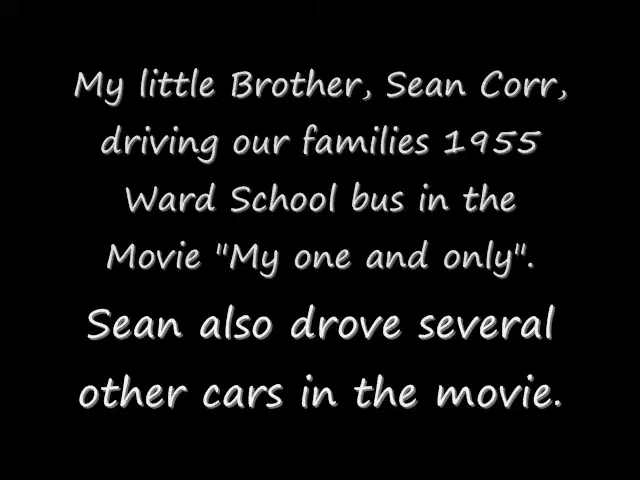 My little Brother, Sean Corr,
driving our families 1955
Ward School bus in the
Movie "My one and only".
Sean also drove several
other cars in the movie.